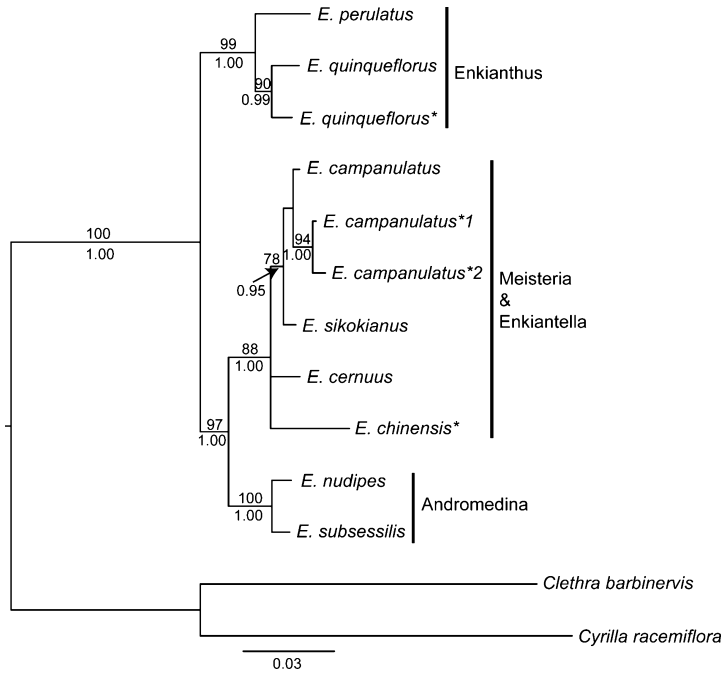 E. perulatus
99
1.00
E. quinqueflorus
Enkianthus
90
0.99
E. quinqueflorus*
E. campanulatus
E. campanulatus*1
100
1.00
94
1.00
78
0.95
E. campanulatus*2
Meisteria
&
Enkiantella
E. sikokianus
88
1.00
E. cernuus
E. chinensis*
97
1.00
E. nudipes
100
1.00
Andromedina
E. subsessilis
Clethra barbinervis
Cyrilla racemiflora
0.03